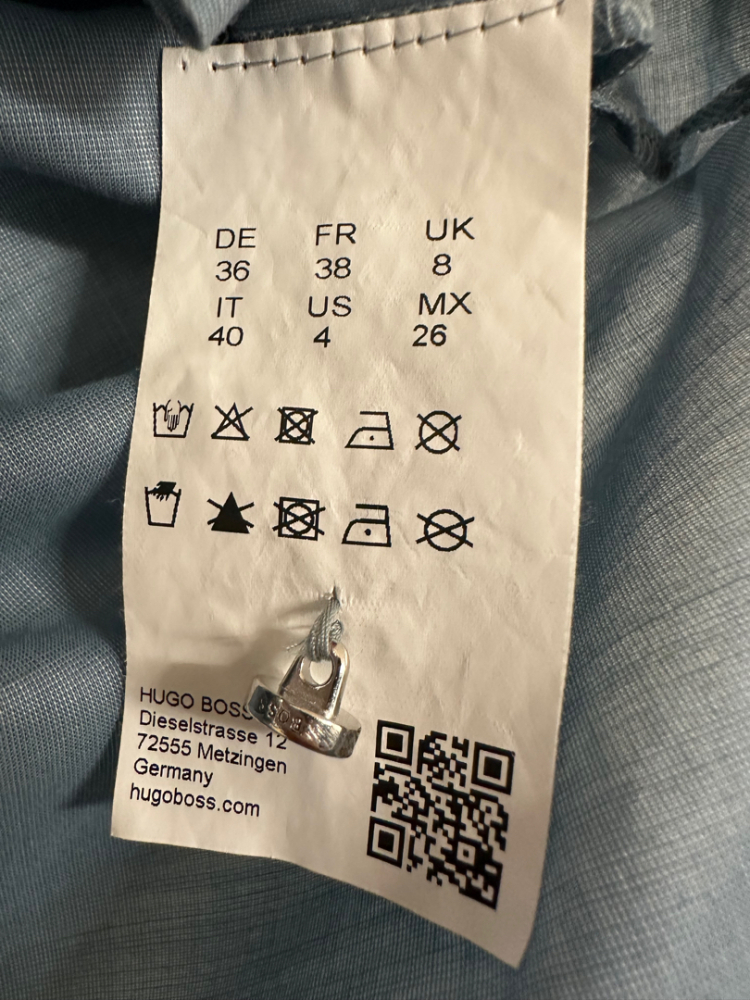 DE FR UK
36 38 8
IT US MX
40 4 26
HUGO BOSS
Dieselstrasse 12
72555 Metzingen
Germany
hugoboss.com